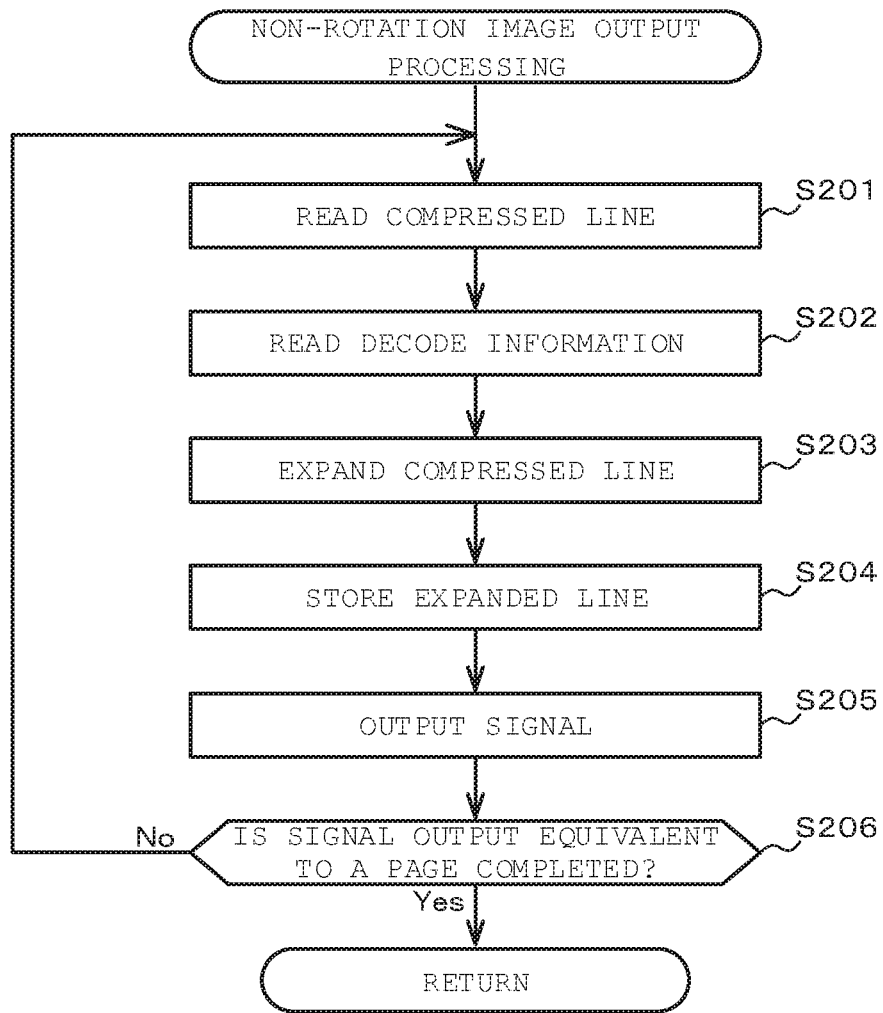 NON-ROTATION IMAGE OUTPUT
PROCESSING
READ COMPRESSED LINE
S201
READ DECODE INFORMATION
S202
EXPAND COMPRESSED LINE
S203
STORE EXPANDED LINE
S204
OUTPUT SIGNAL
S205
No
IS SIGNAL OUTPUT EQUIVALENT
TO A PAGE COMPLETED?
S206
Yes
RETURN